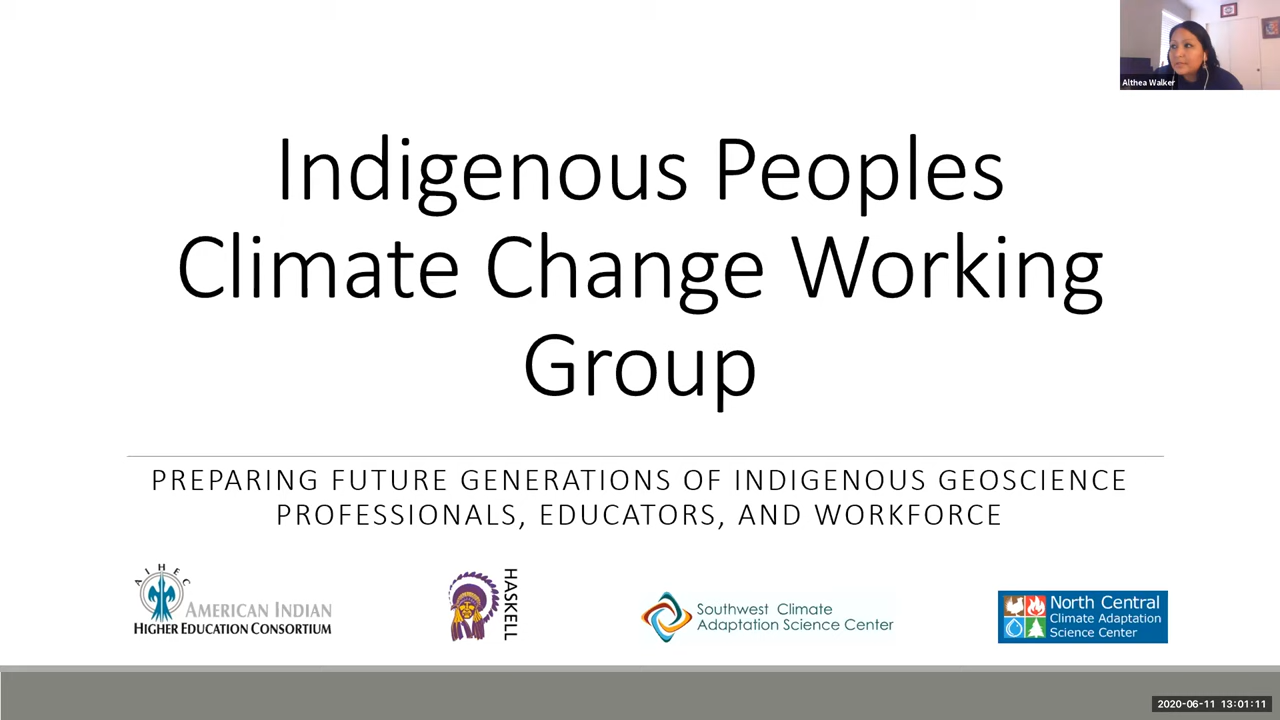 Althea Walker
Indigenous Peoples
Climate Change Working
Group
PREPARING FUTURE GENERATIONS OF INDIGENOUS GEOSCIENCE
PROFESSIONALS, EDUCATORS, AND WORKFORCE
AIHEC
AMERICAN INDIAN
HIGHER EDUCATION CONSORTIUM
HASKELL
Southwest Climate
Adaptation Science Center
North Central
Climate Adaptation
Science Center
2020-06-11 13:01:11